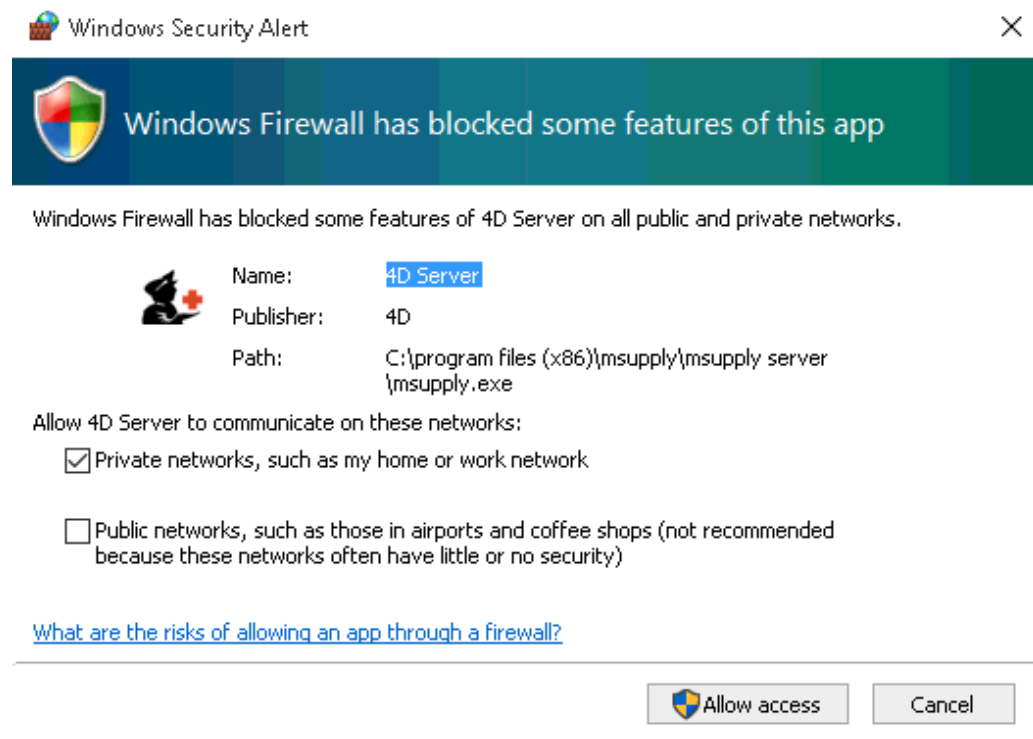 Windows Security Alert
Windows Firewall has blocked some features of this app
Windows Firewall has blocked some features of 4D Server on all public and private networks.
Name: 4D Server
Publisher: 4D
Path: C:\program files (x86)\msupply\msupply server
\msupply.exe
Allow 4D Server to communicate on these networks:
Private networks, such as my home or work network
Public networks, such as those in airports and coffee shops (not recommended
because these networks often have little or no security)
What are the risks of allowing an app through a firewall?
Allow access Cancel